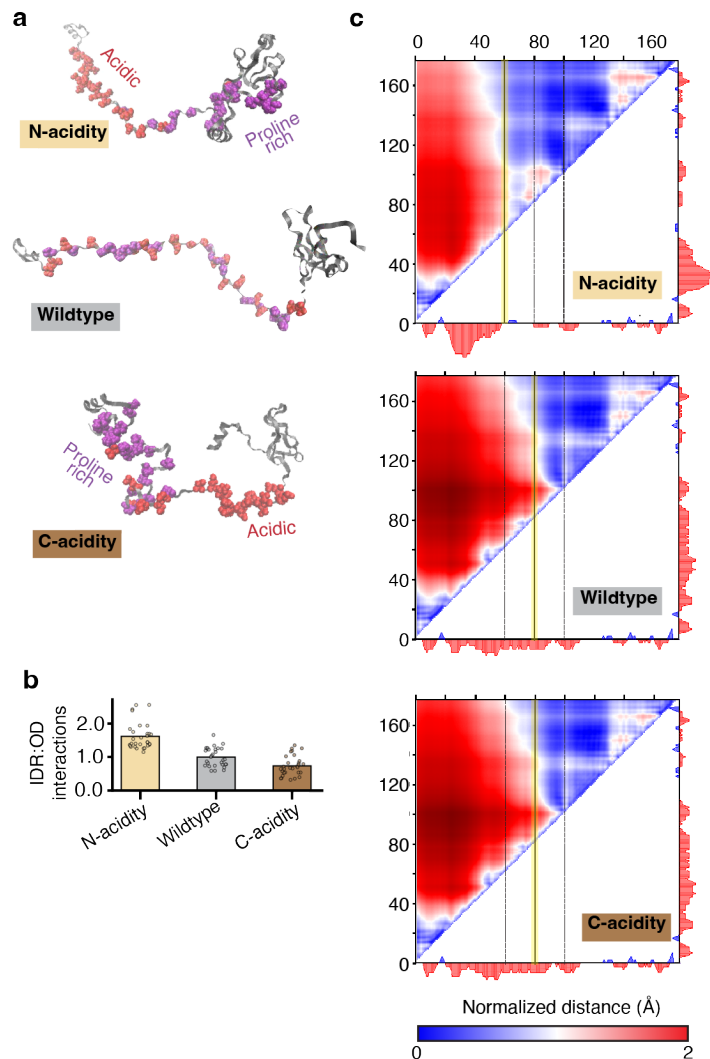 a
Acidic
N-acidity
Proline
rich
Wildtype
Proline
rich
C-acidity
Acidic
b
IDR:OD
interactions
2.0
1.0
0.0
N-acidity
Wildtype
C-acidity
c
0 40 80 120 160
160
120
80
40
0
N-acidity
160
120
80
40
0
Wildtype
160
120
80
40
0
C-acidity
Normalized distance (Å)
0 2